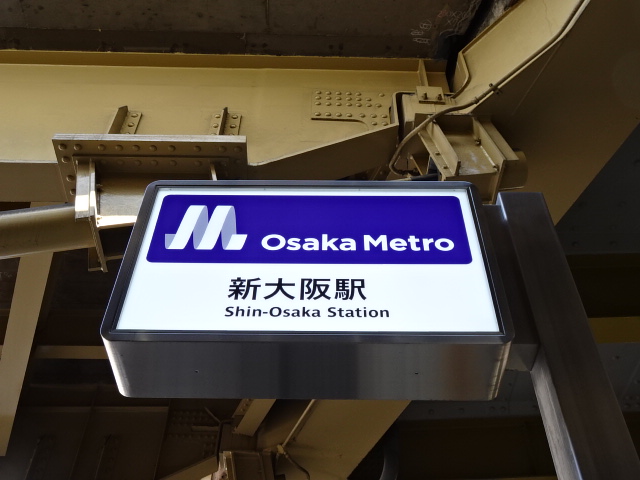 Osaka Metro
新大阪駅
Shin-Osaka Station